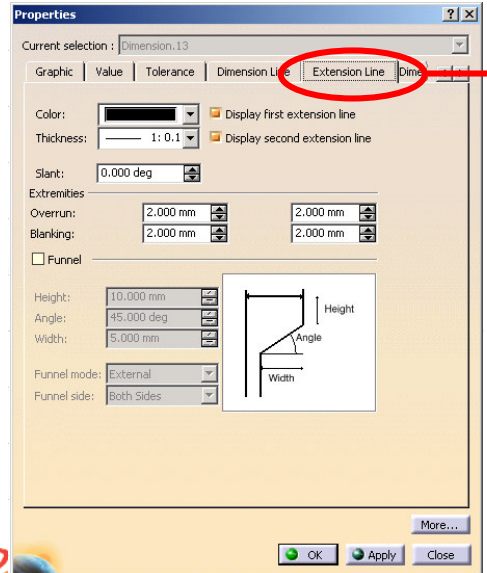 Properties
Current selection : Dimension.13
Graphic Value Tolerance Dimension Line Extension Line Dime
Color: Display first extension line
Thickness: 1: 0.1 Display second extension line
Slant: 0.000 deg
Extremities
Overrun: 2.000 mm 2.000 mm
Blanking: 2.000 mm 2.000 mm
Funnel
Height: 10.000 mm
Angle: 45.000 deg
Width: 5.000 mm
Funnel mode: External
Funnel side: Both Sides
Height
Angle
Width
More...
OK Apply Close